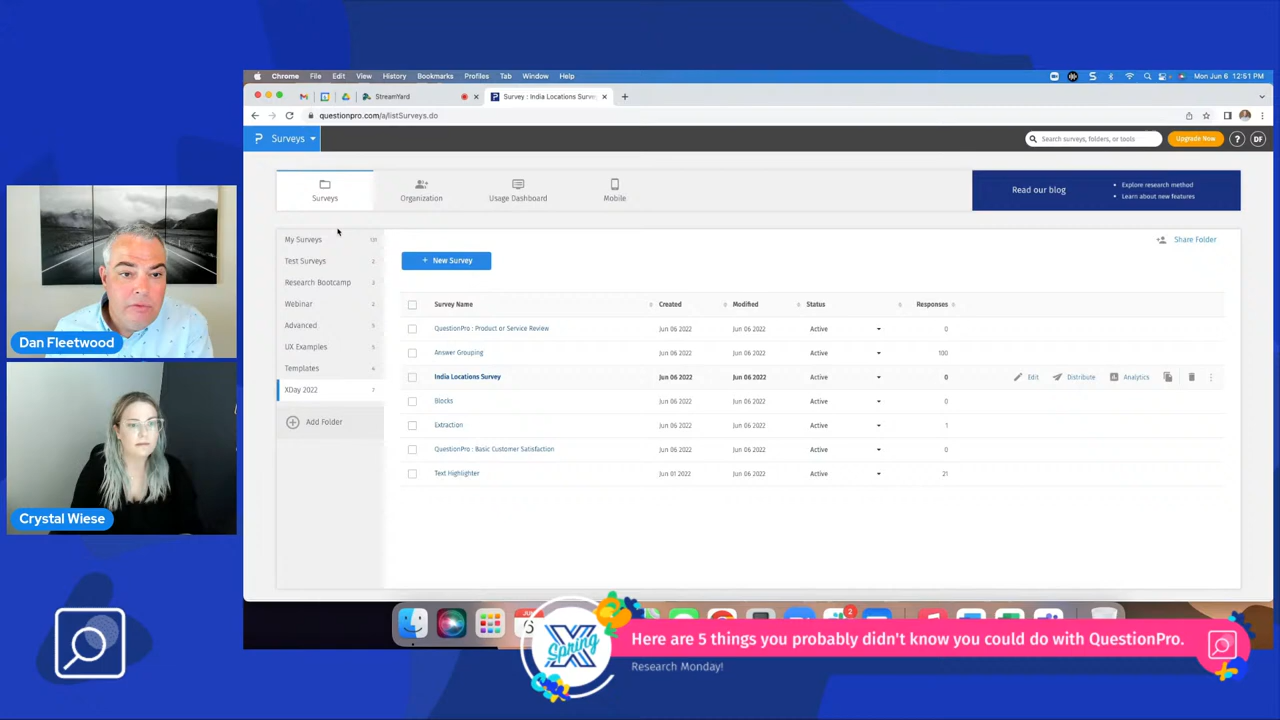 Chrome File Edit View History Bookmarks Profiles Tab Window Help
Mon Jun 6 12:51 PM
StreamYard
Survey : India Locations Surve
questionpro.com/a/listSurveys.do
Surveys
Search surveys, folders, or tools
Upgrade Now
?
DF
Surveys
Organization
Usage Dashboard
Mobile
Read our blog
• Explore research method
• Learn about new features
My Surveys
Test Surveys 2
Research Bootcamp
Webinar
Advanced
UX Examples
Templates
XDay 2022 7
Add Folder
Share Folder
+ New Survey
Survey Name Created Modified Status Responses
QuestionPro : Product or Service Review Jun 06 2022 Jun 06 2022 Active 0
Answer Grouping Jun 06 2022 Jun 06 2022 Active 100
India Locations Survey Jun 06 2022 Jun 06 2022 Active 0 Edit Distribute Analytics
Blocks Jun 06 2022 Jun 06 2022 Active 0
Extraction Jun 06 2022 Jun 06 2022 Active 1
QuestionPro : Basic Customer Satisfaction Jun 06 2022 Jun 06 2022 Active 0
Text Highlighter Jun 01 2022 Jun 06 2022 Active 21
Dan Fleetwood
Crystal Wiese
2
X
Spring
Here are 5 things you probably didn't know you could do with QuestionPro.
Research Monday!